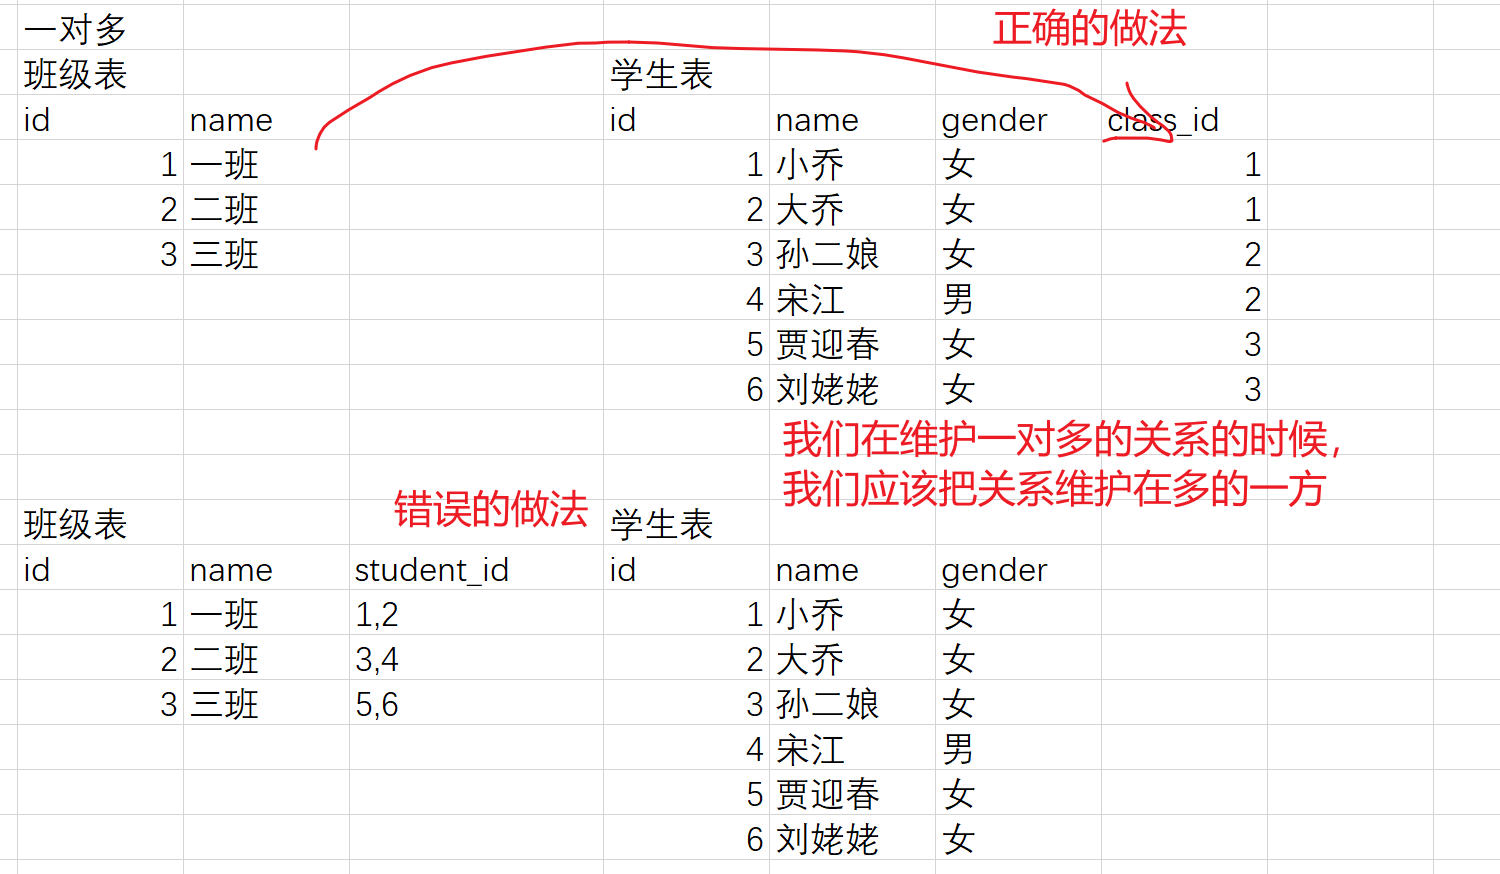 一对多 正确的做法
班级表 学生表
id name id name gender class_id
1 一班 1 小乔 女 1
2 二班 2 大乔 女 1
3 三班 3 孙二娘 女 2
4 宋江 男 2
5 贾迎春 女 3
6 刘姥姥 女 3
我们在维护一对多的关系的时候，
我们应该把关系维护在多的一方
班级表 错误的做法 学生表
id name student_id id name gender
1 一班 1,2 1 小乔 女
2 二班 3,4 2 大乔 女
3 三班 5,6 3 孙二娘 女
4 宋江 男
5 贾迎春 女
6 刘姥姥 女